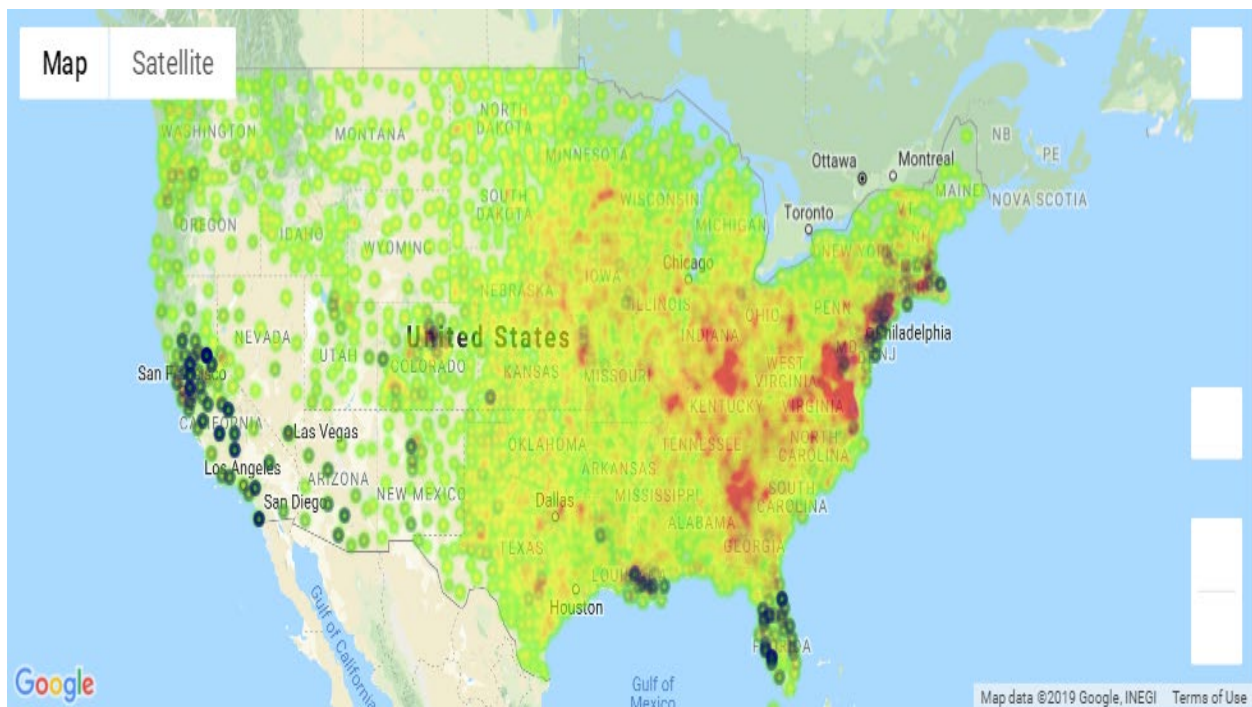 Map Satellite
WASHINGTON
MONTANA
NORTH
DAKOTA
MINNESOTA
Ottawa
Montreal
NB
PE
MAINE
NOVA SCOTIA
VT
NH
OREGON
IDAHO
WYOMING
SOUTH
DAKOTA
WISCONSIN
MICHIGAN
Toronto
NEW YORK
Chicago
IOWA
NEBRASKA
ILLINOIS
INDIANA
OHIO
PENN
Philadelphia
MD
NJ
NEVADA
UTAH
United States
COLORADO
KANSAS
MISSOURI
WEST
VIRGINIA
KENTUCKY
VIRGINIA
San Francisco
CALIFORNIA
Las Vegas
Los Angeles
ARIZONA
NEW MEXICO
San Diego
OKLAHOMA
ARKANSAS
TENNESSEE
NORTH
CAROLINA
Dallas
MISSISSIPPI
SOUTH
CAROLINA
ALABAMA
GEORGIA
TEXAS
LOUISIANA
Houston
FLORIDA
Gulf of California
Gulf of
Mexico
Google
Map data ©2019 Google, INEGI Terms of Use